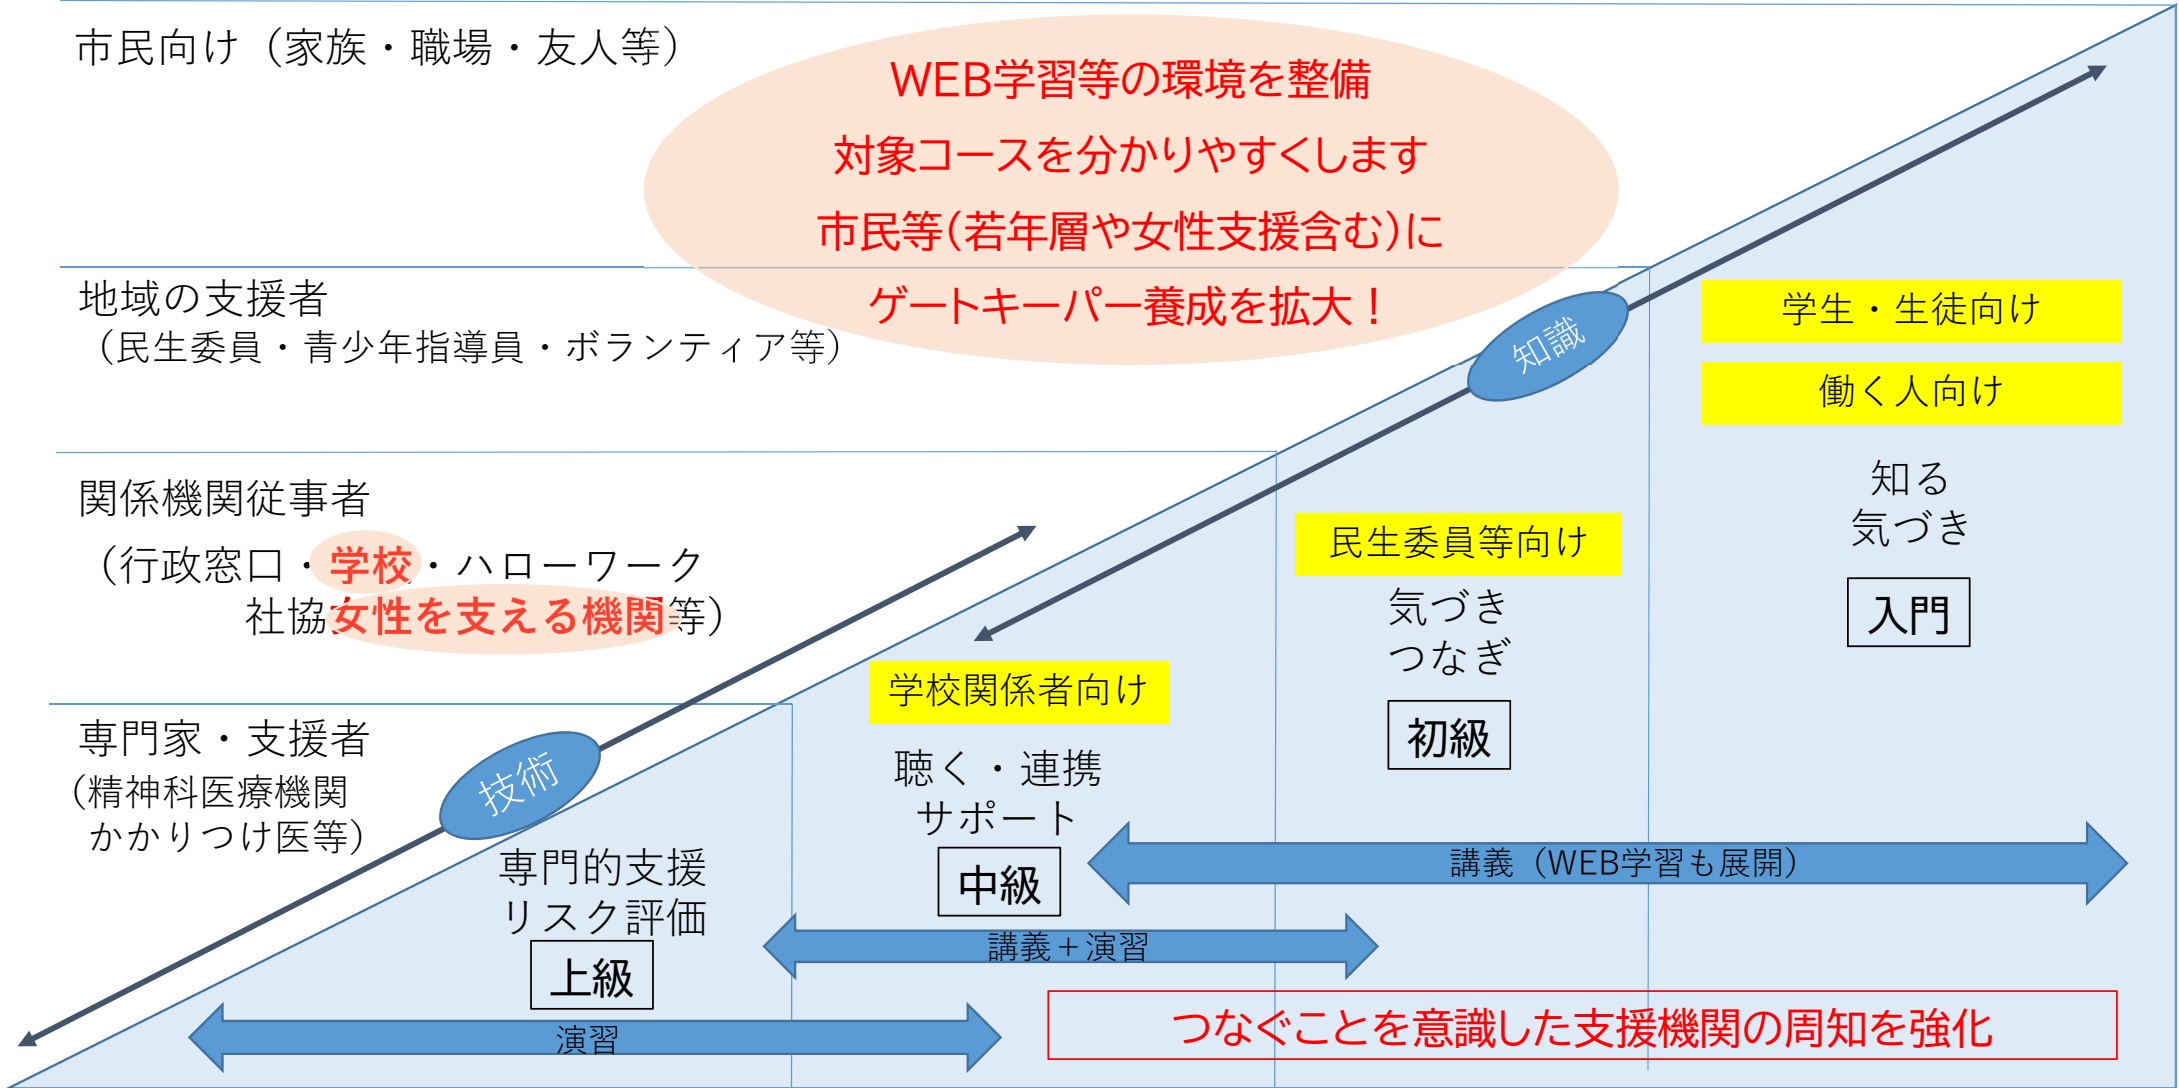 市民向け（家族・職場・友人等）
WEB学習等の環境を整備
対象コースを分かりやすくします
市民等（若年層や女性支援含む）に
ゲートキーパー養成を拡大！
地域の支援者
（民生委員・青少年指導員・ボランティア等）
知識
学生・生徒向け
働く人向け
知る
気づき
入門
関係機関従事者
（行政窓口・学校・ハローワーク
社協女性を支える機関等）
民生委員等向け
気づき
つなぎ
初級
学校関係者向け
聴く・連携
サポート
中級
専門家・支援者
（精神科医療機関
かかりつけ医等）
技術
専門的支援
リスク評価
上級
講義（WEB学習も展開）
講義＋演習
演習
つなぐことを意識した支援機関の周知を強化